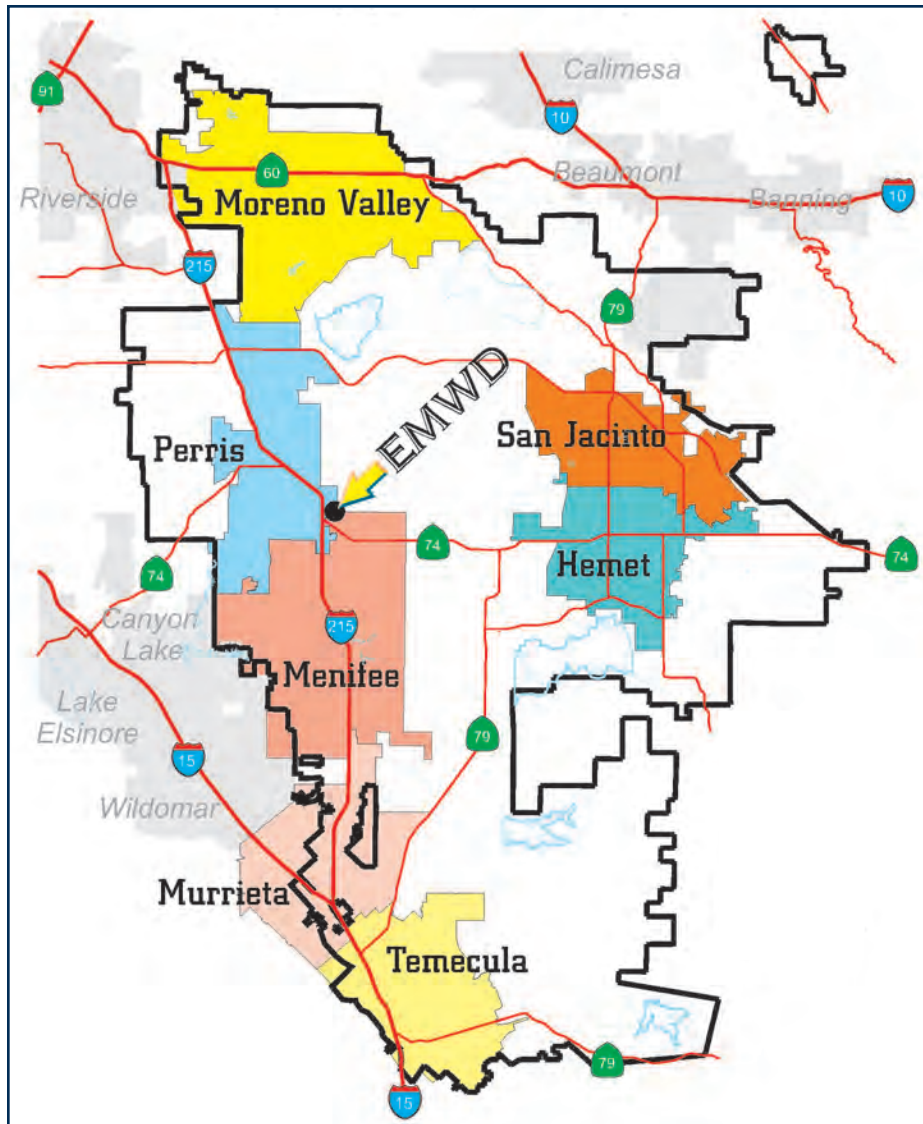 Calimesa
91
10
60
Beaumont
Riverside
Moreno Valley
Banning
10
215
79
EMWD
San Jacinto
Perris
74
74
Hemet
74
Canyon
Lake
215
Menifee
Lake
Elsinore
79
15
Wildomar
Murrieta
Temecula
79
15